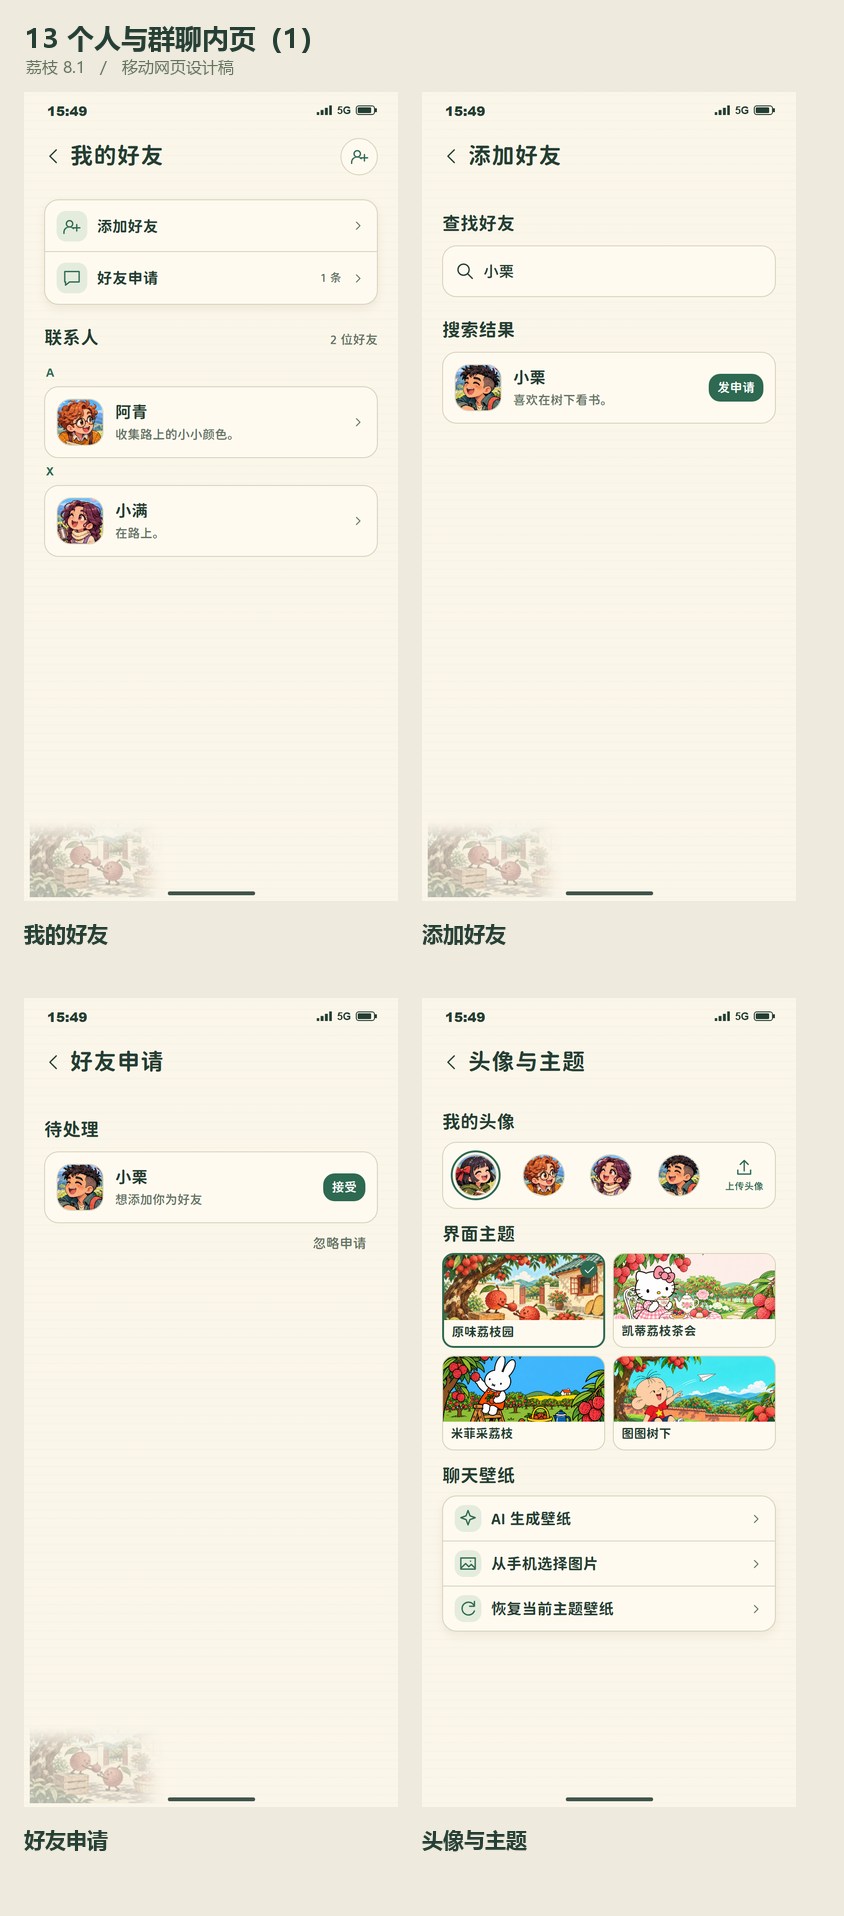 13 个人与群聊内页（1）
荔枝 8.1 / 移动网页设计稿
15:49 5G
我的好友
添加好友
好友申请 1 条
联系人 2 位好友
A
阿青
收集路上的小小颜色。
X
小满
在路上。
我的好友
15:49 5G
添加好友
查找好友
小栗
搜索结果
小栗
喜欢在树下看书。
发申请
添加好友
15:49 5G
好友申请
待处理
小栗
想添加你为好友
接受
忽略申请
好友申请
15:49 5G
头像与主题
我的头像
上传头像
界面主题
原味荔枝园
凯蒂荔枝茶会
米菲采荔枝
图图树下
聊天壁纸
AI 生成壁纸
从手机选择图片
恢复当前主题壁纸
头像与主题